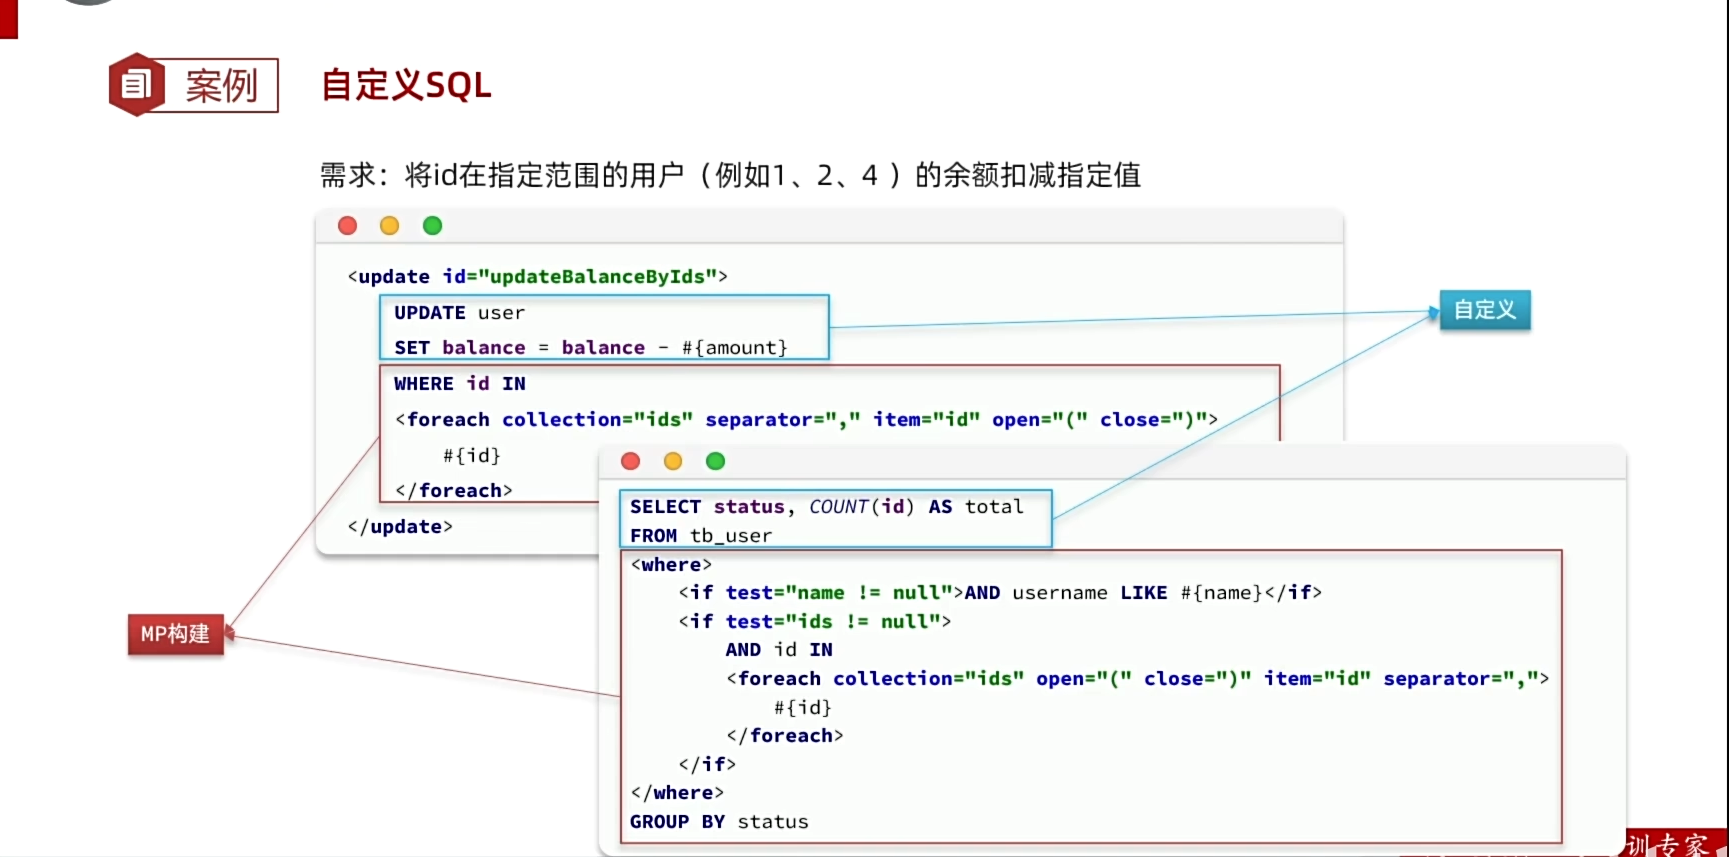 案例
自定义SQL
需求：将id在指定范围的用户（例如1、2、4 ）的余额扣减指定值
<update id="updateBalanceByIds">
UPDATE user
SET balance = balance - #{amount}
WHERE id IN
<foreach collection="ids" separator="," item="id" open="(" close=")">
#{id}
</foreach>
</update>
自定义
MP构建
SELECT status, COUNT(id) AS total
FROM tb_user
<where>
<if test="name != null">AND username LIKE #{name}</if>
<if test="ids != null">
AND id IN
<foreach collection="ids" open="(" close=")" item="id" separator=",">
#{id}
</foreach>
</if>
</where>
GROUP BY status
训专家